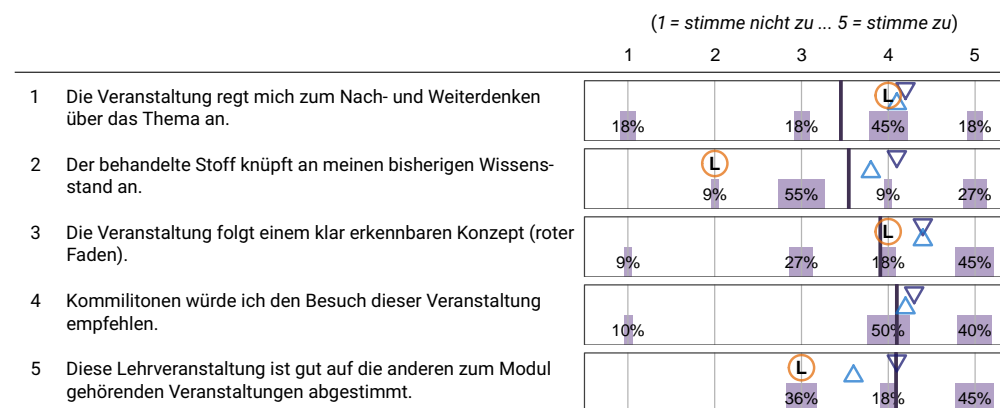 (1 = stimme nicht zu ... 5 = stimme zu)
1 2 3 4 5
1 Die Veranstaltung regt mich zum Nach- und Weiterdenken
über das Thema an.
L
18% 18% 45% 18%
2 Der behandelte Stoff knüpft an meinen bisherigen Wissens-
stand an.
L
9% 55% 9% 27%
3 Die Veranstaltung folgt einem klar erkennbaren Konzept (roter
Faden).
L
9% 27% 18% 45%
4 Kommilitonen würde ich den Besuch dieser Veranstaltung
empfehlen.
10% 50% 40%
5 Diese Lehrveranstaltung ist gut auf die anderen zum Modul
gehörenden Veranstaltungen abgestimmt.
L
36% 18% 45%